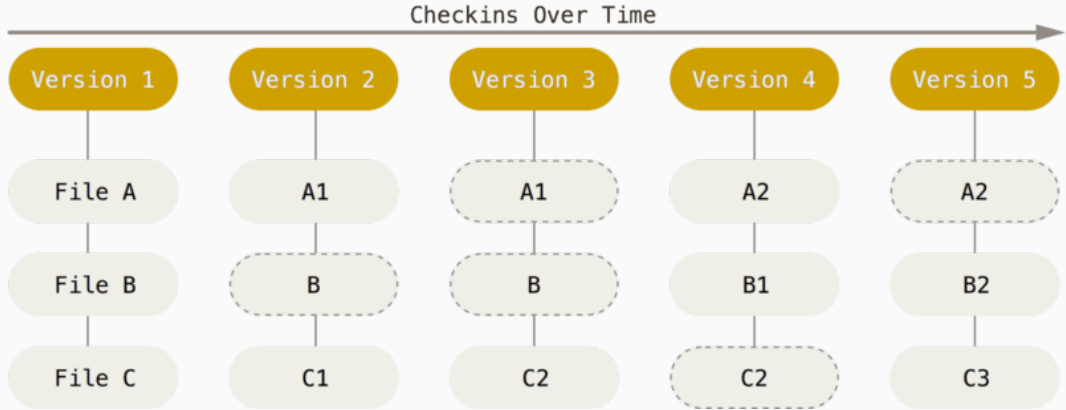 Checkins Over Time
Version 1 Version 2 Version 3 Version 4 Version 5
File A A1 A1 A2 A2
File B B B B1 B2
File C C1 C2 C2 C3